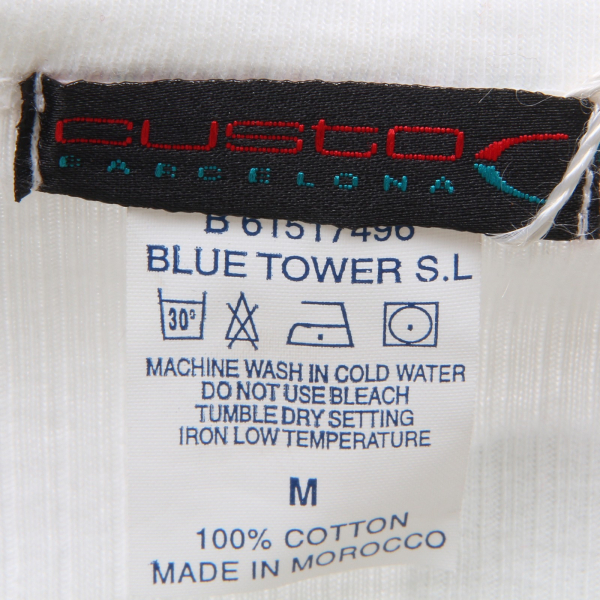 custo
BARCELONA
B 61517496
BLUE TOWER S.L
30°
MACHINE WASH IN COLD WATER
DO NOT USE BLEACH
TUMBLE DRY SETTING
IRON LOW TEMPERATURE
M
100% COTTON
MADE IN MOROCCO